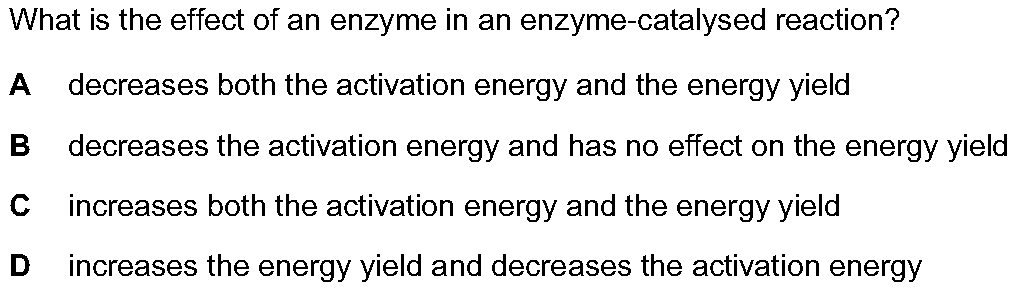 What is the effect of an enzyme in an enzyme-catalysed reaction?
A decreases both the activation energy and the energy yield
B decreases the activation energy and has no effect on the energy yield
C increases both the activation energy and the energy yield
D increases the energy yield and decreases the activation energy